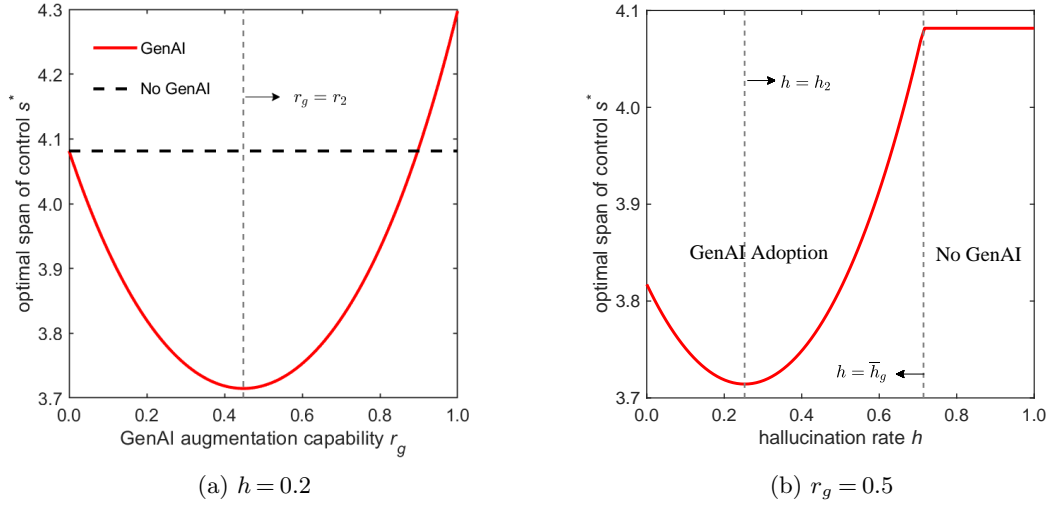 4.3
4.2
4.1
4.0
3.9
3.8
3.7
optimal span of control s*
GenAI
No GenAI
r_g = r_2
0.0 0.2 0.4 0.6 0.8 1.0
GenAI augmentation capability r_g
(a) h = 0.2
4.1
4.0
3.9
3.8
3.7
optimal span of control s*
h = h_2
GenAI Adoption
No GenAI
h = h̅_g
0.0 0.2 0.4 0.6 0.8 1.0
hallucination rate h
(b) r_g = 0.5